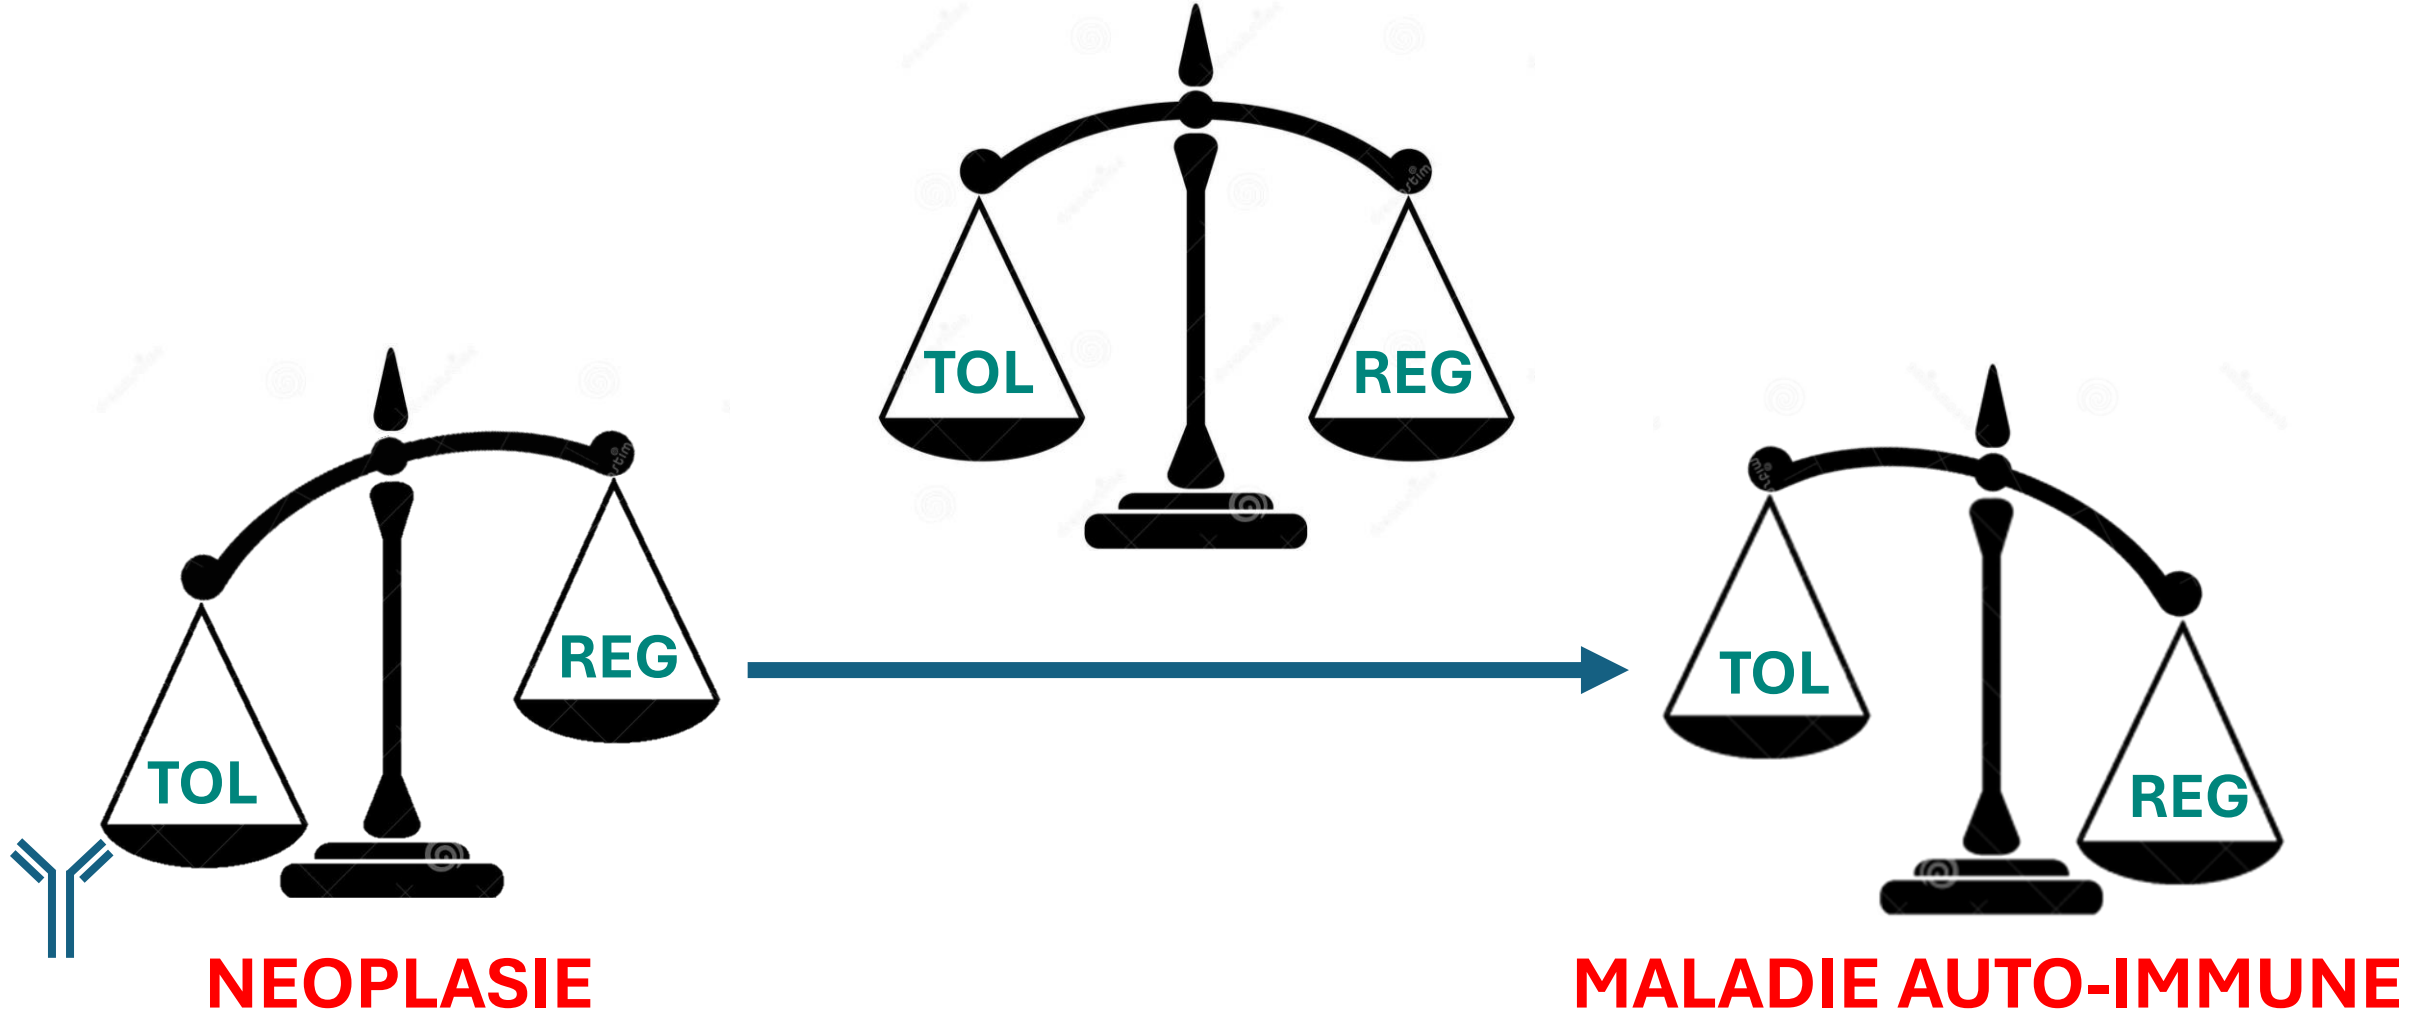 TOL
REG
TOL
REG
TOL
REG
NEOPLASIE
MALADIE AUTO-IMMUNE